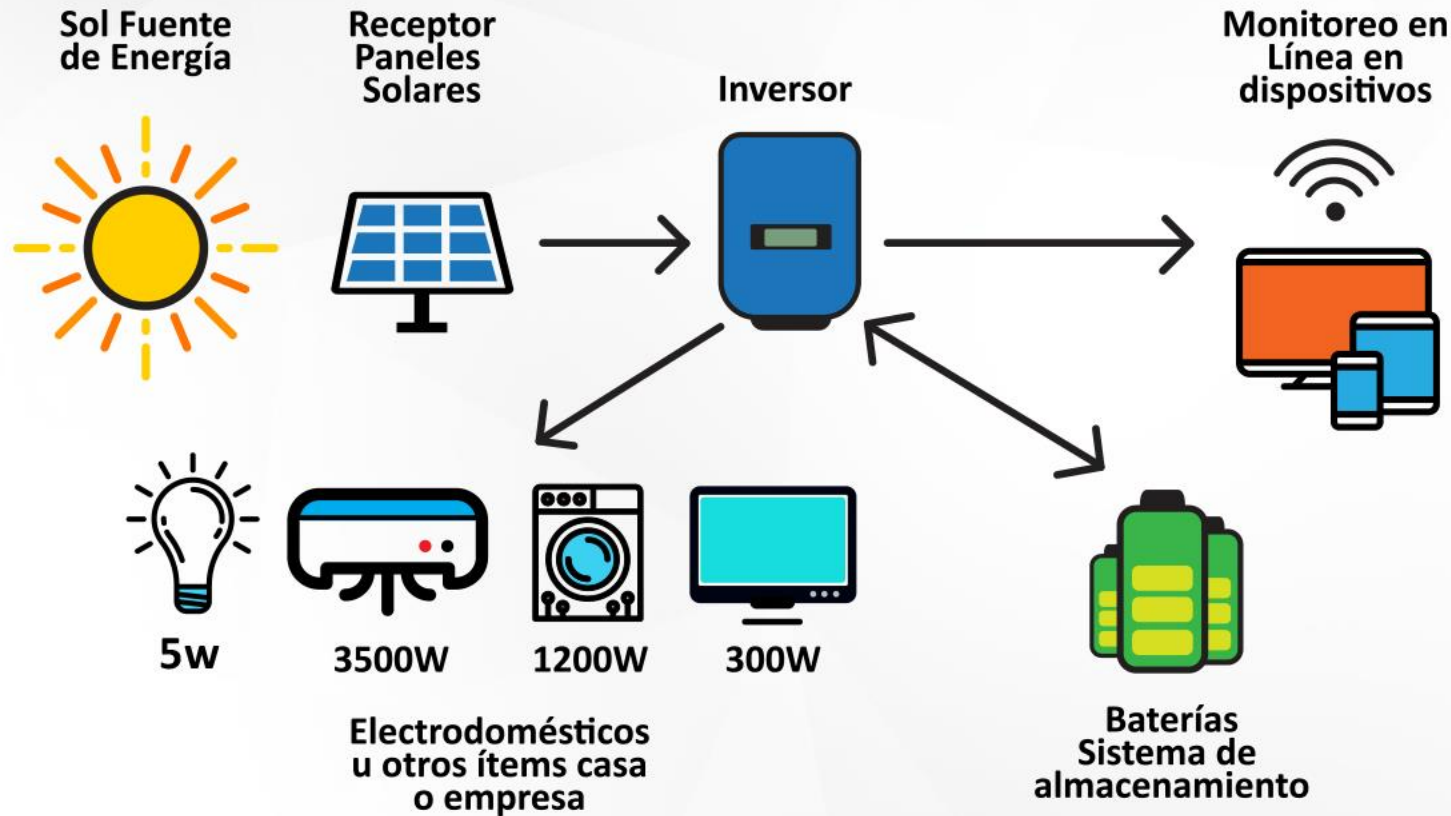 Sol Fuente
de Energía
Receptor
Paneles
Solares
Inversor
Monitoreo en
Línea en
dispositivos
5w
3500W
1200W
300W
Electrodomésticos
u otros ítems casa
o empresa
Baterías
Sistema de
almacenamiento